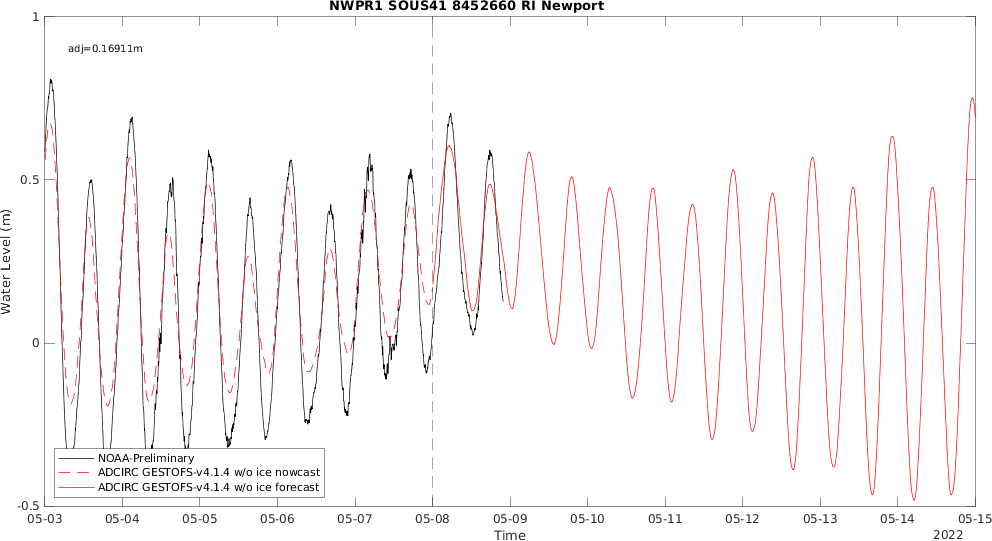 NWPR1 SOUS41 8452660 RI Newport
adj=0.16911m
1
0.5
0
-0.5
Water Level (m)
NOAA-Preliminary
ADCIRC GESTOFS-v4.1.4 w/o ice nowcast
ADCIRC GESTOFS-v4.1.4 w/o ice forecast
05-03 05-04 05-05 05-06 05-07 05-08 05-09 05-10 05-11 05-12 05-13 05-14 05-15
Time
2022